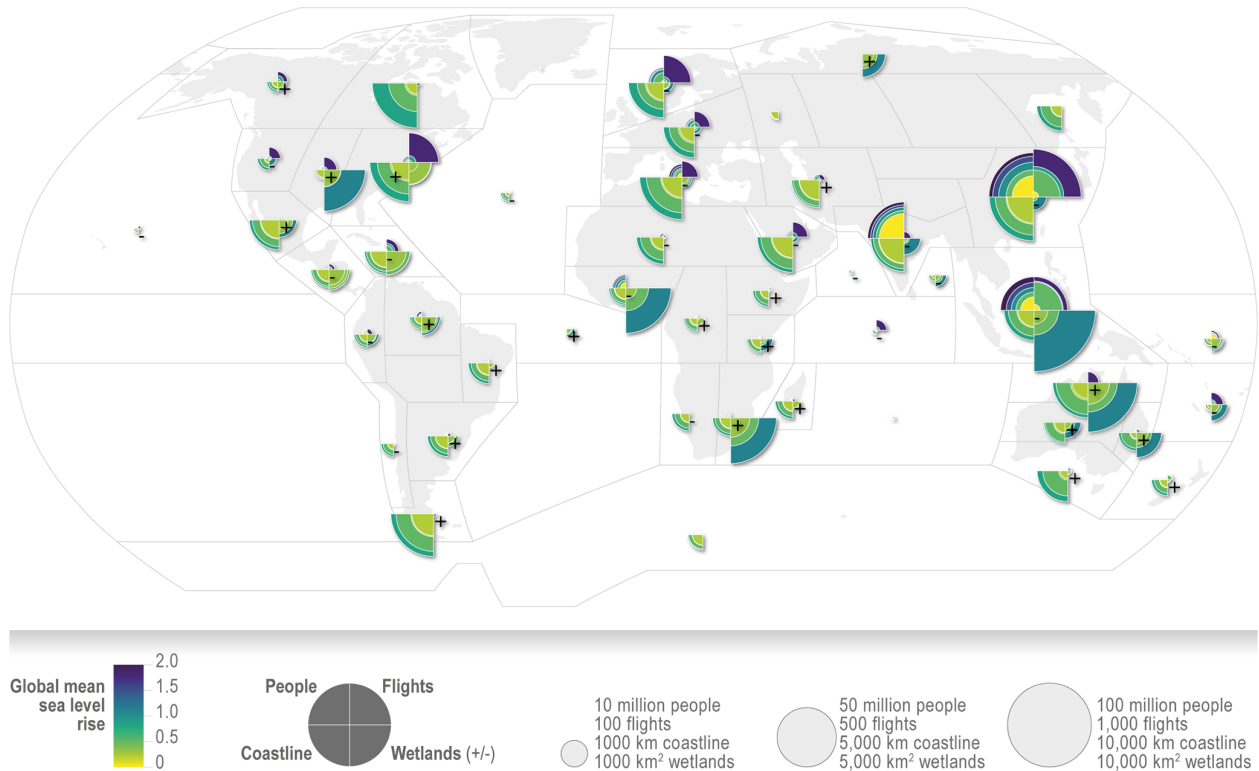 Global mean
sea level
rise
2.0
1.5
1.0
0.5
0
People
Flights
Coastline
Wetlands (+/-)
10 million people
100 flights
1000 km coastline
1000 km² wetlands
50 million people
500 flights
5,000 km coastline
5,000 km² wetlands
100 million people
1,000 flights
10,000 km coastline
10,000 km² wetlands